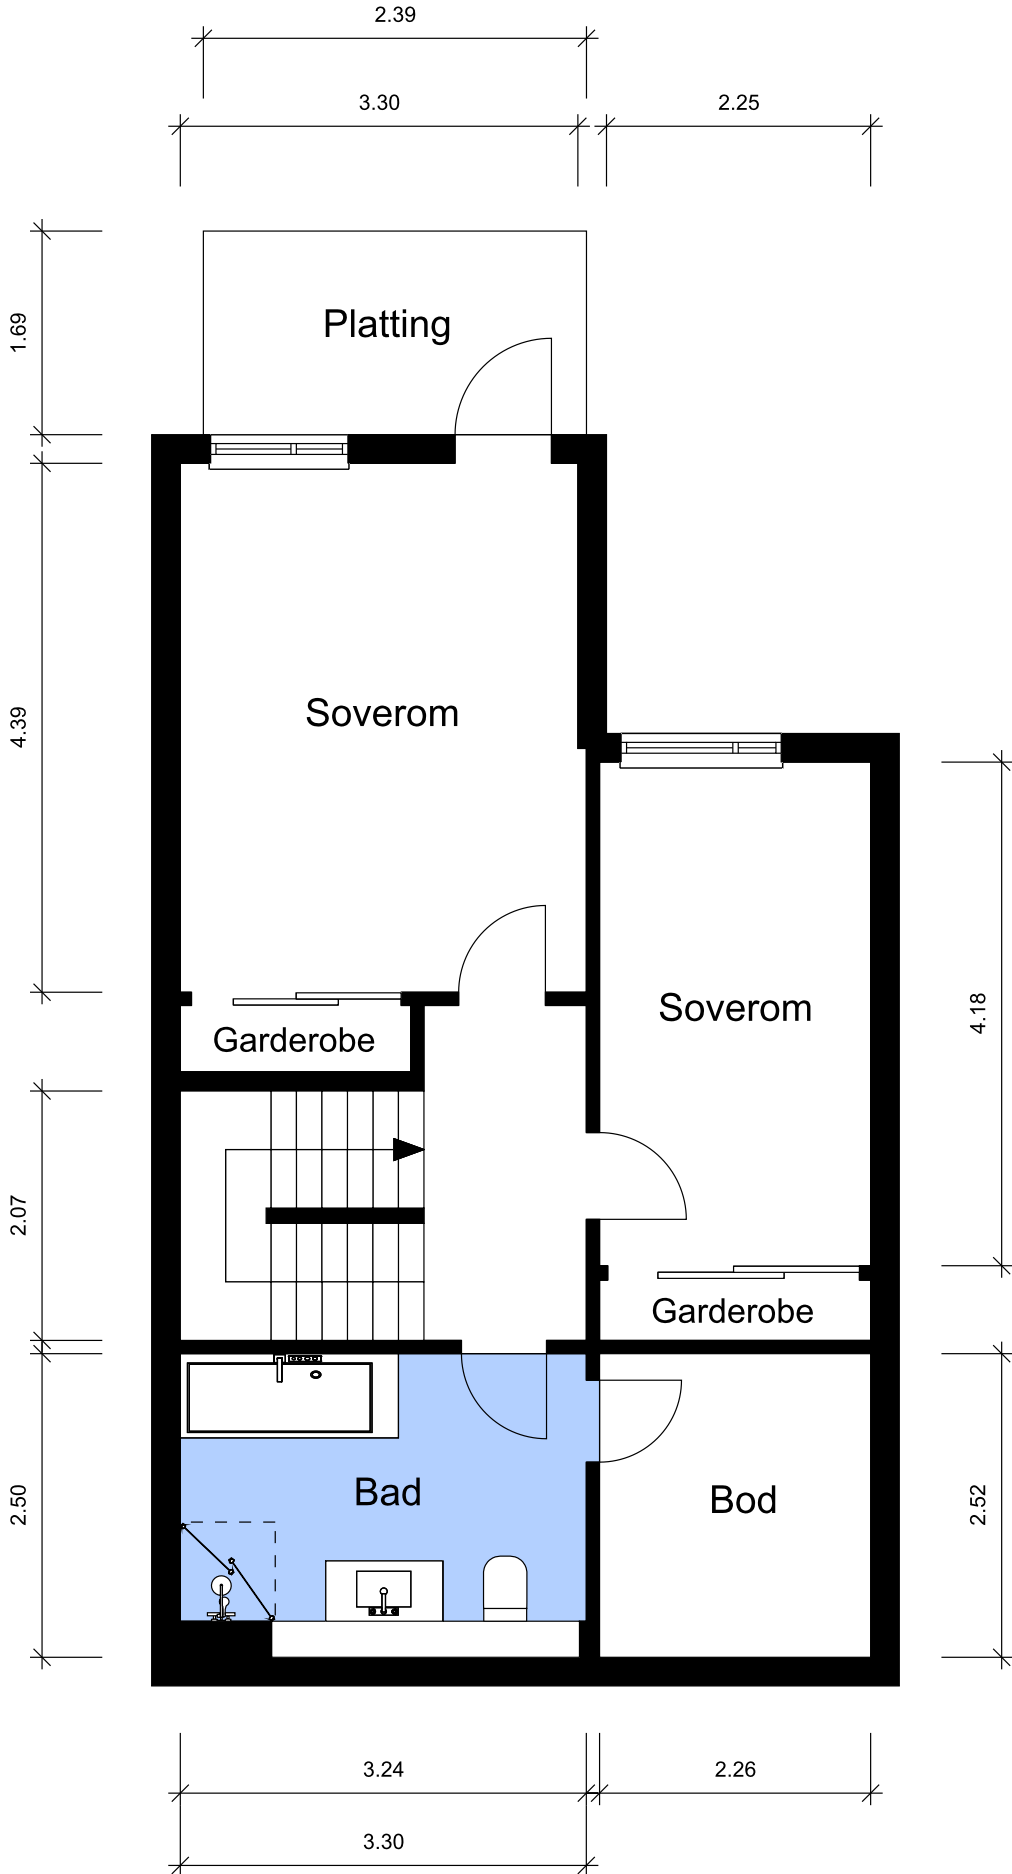 2.39
3.30
2.25
1.69
Platting
4.39
Soverom
Soverom
4.18
Garderobe
2.07
Garderobe
2.50
Bad
Bod
2.52
3.24
2.26
3.30